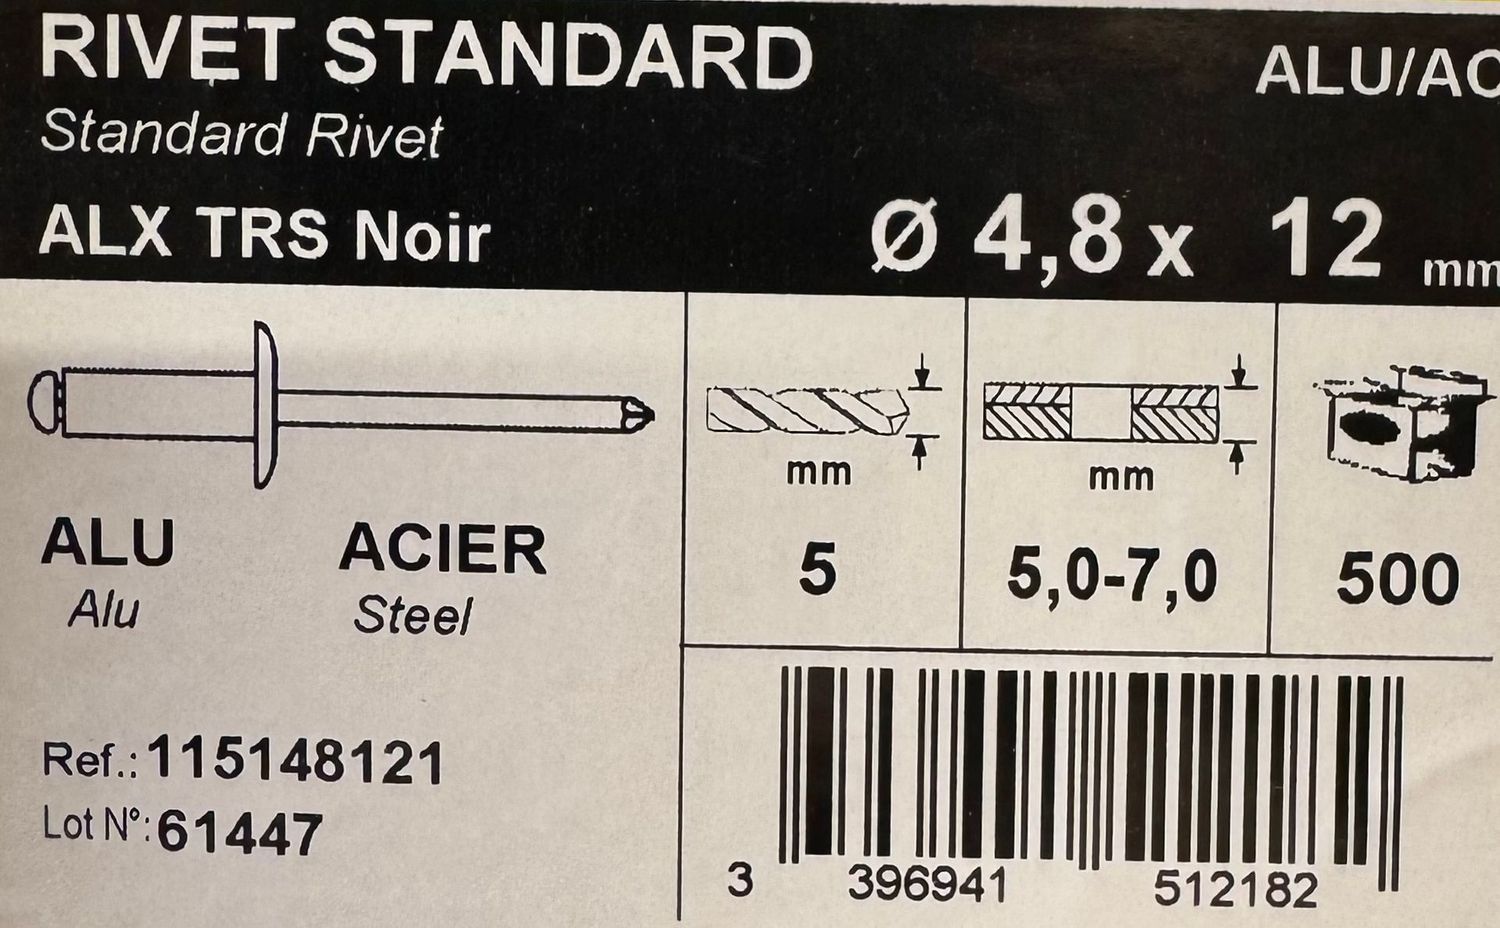 RIVET STANDARD
ALU/AC
Standard Rivet
ALX TRS Noir
Ø 4,8 x 12 mm
mm
mm
ALU
ACIER
5
5,0-7,0
500
Alu
Steel
Ref.: 115148121
Lot N°: 61447
3 396941 512182